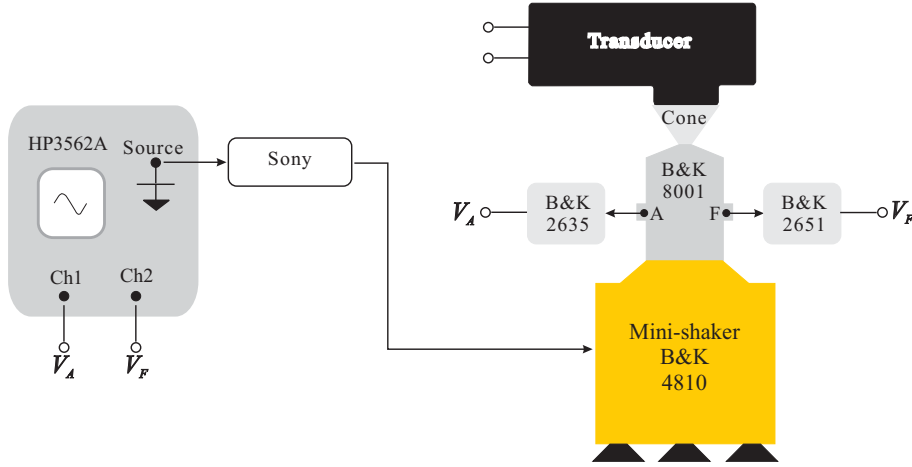 Transducer
Cone
HP3562A
Source
Sony
B&K
8001
V_A
B&K
2635
A
F
B&K
2651
V_F
Ch1
Ch2
V_A
V_F
Mini-shaker
B&K
4810